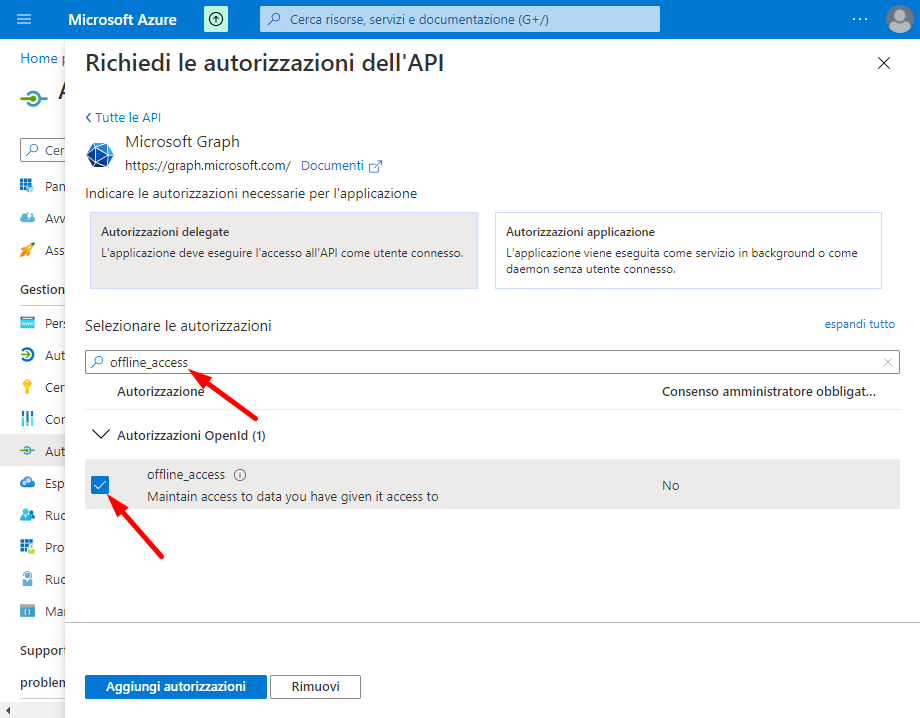 Microsoft Azure
Cerca risorse, servizi e documentazione (G+/)
Home p
A
Cer
Pan
Avv
Ass
Gestion
Pers
Aut
Cer
Con
Aut
Esp
Ruo
Pro
Ruo
Man
Support
problem
Richiedi le autorizzazioni dell'API
Tutte le API
Microsoft Graph
https://graph.microsoft.com/ Documenti
Indicare le autorizzazioni necessarie per l'applicazione
Autorizzazioni delegate
L'applicazione deve eseguire l'accesso all'API come utente connesso.
Autorizzazioni applicazione
L'applicazione viene eseguita come servizio in background o come
daemon senza utente connesso.
Selezionare le autorizzazioni
espandi tutto
offline_access
Autorizzazione
Consenso amministratore obbligat...
Autorizzazioni OpenId (1)
offline_access
Maintain access to data you have given it access to
No
Aggiungi autorizzazioni
Rimuovi